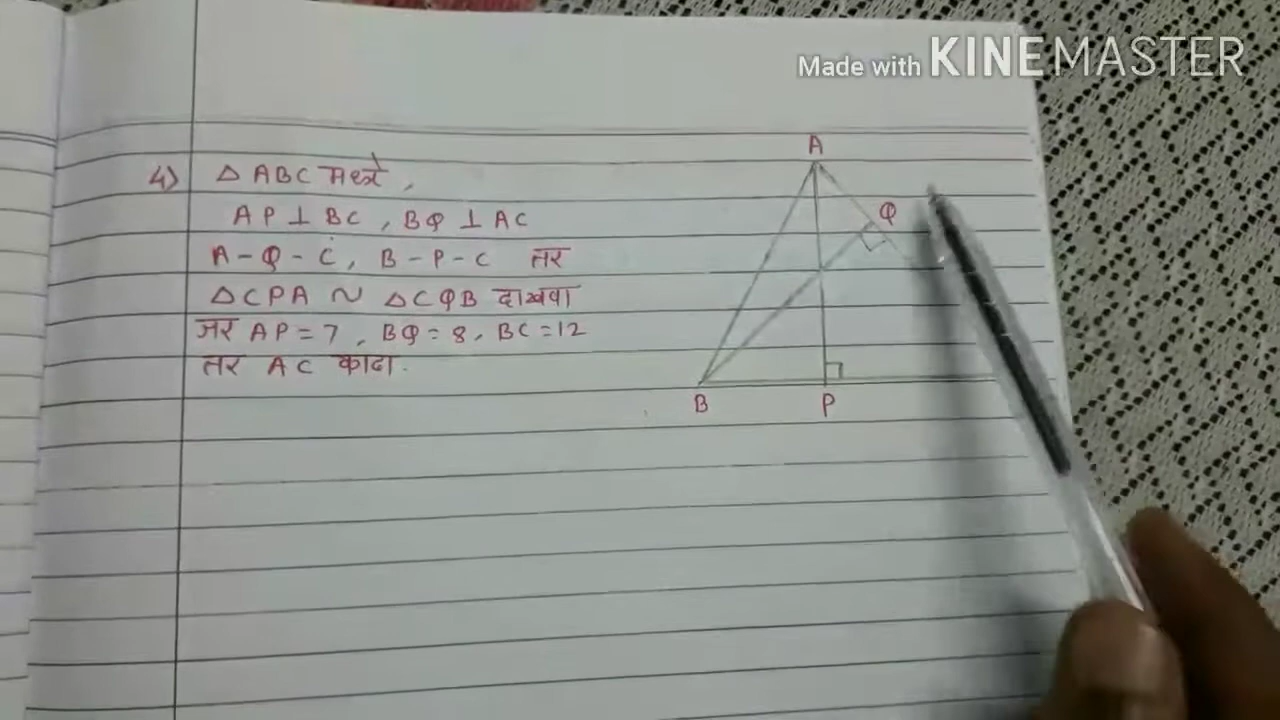 Made with KINEMASTER
4) △ ABC मध्ये,
AP ⊥ BC, BQ ⊥ AC
A - Q - C, B - P - C तर
△CPA ~ △CQB दाखवा
जर AP = 7, BQ = 8, BC = 12
तर AC काढा.
A
Q
B P